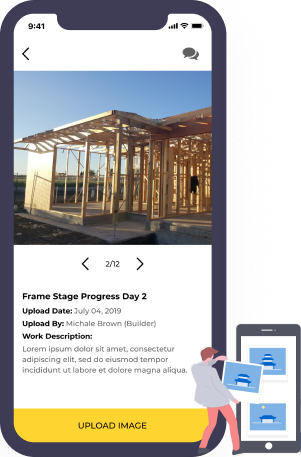 9:41
2/12
Frame Stage Progress Day 2
Upload Date: July 04, 2019
Upload By: Michale Brown (Builder)
Work Description:
Lorem ipsum dolor sit amet, consectetur
adipiscing elit, sed do eiusmod tempor
incididunt ut labore et dolore magna aliqua.
UPLOAD IMAGE